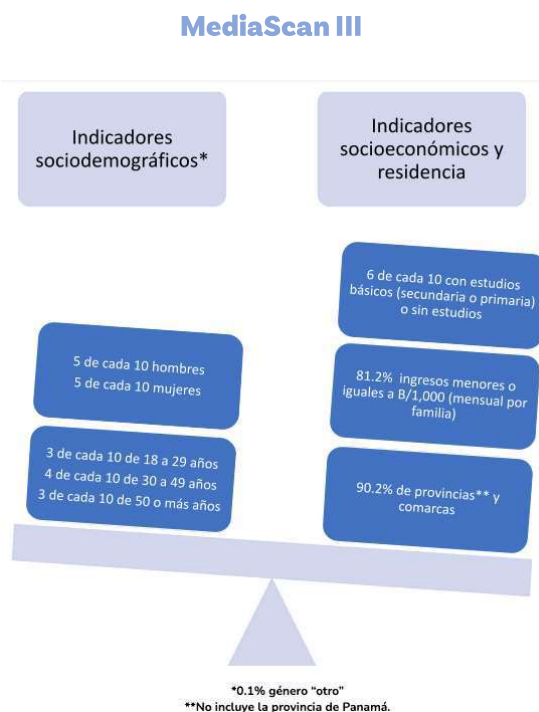 MediaScan III
Indicadores
sociodemográficos*
Indicadores
socioeconómicos y
residencia
5 de cada 10 hombres
5 de cada 10 mujeres
3 de cada 10 de 18 a 29 años
4 de cada 10 de 30 a 49 años
3 de cada 10 de 50 o más años
6 de cada 10 con estudios
básicos (secundaria o primaria)
o sin estudios
81.2% ingresos menores o
iguales a B/1,000 (mensual por
familia)
90.2% de provincias** y
comarcas
*0.1% género “otro”
**No incluye la provincia de Panamá.